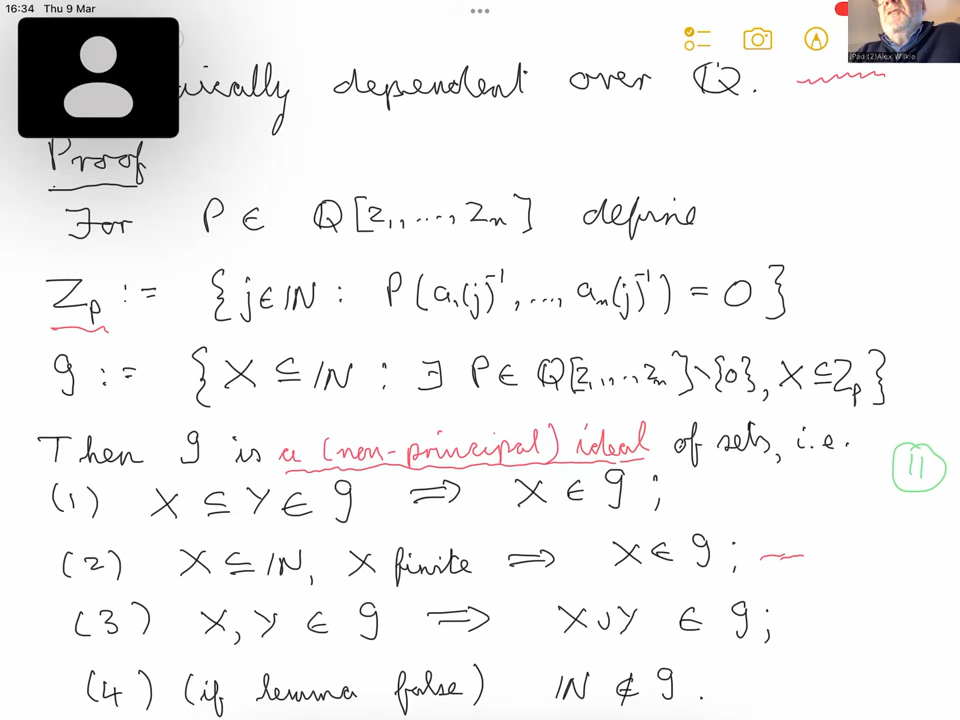 16:34 Thu 9 Mar
iPad (2)Alex Wilkie
ically dependent over ℚ.
Proof
For P ∈ ℚ[z₁,...,zₙ] define
Z_P := {j∈ℕ : P(a₁(j)⁻¹,...,aₙ(j)⁻¹) = 0}
𝓘 := {X ⊆ ℕ : ∃ P∈ ℚ[z₁,...,zₙ]\{0}, X ⊆ Z_P}
Then 𝓘 is a (non-principal) ideal of sets, i.e.
11
(1) X ⊆ Y ∈ 𝓘 ⟹ X ∈ 𝓘 ;
(2) X ⊆ ℕ, X finite ⟹ X ∈ 𝓘 ;
(3) X, Y ∈ 𝓘 ⟹ X∪Y ∈ 𝓘 ;
(4) (if lemma false) ℕ ∉ 𝓘 .